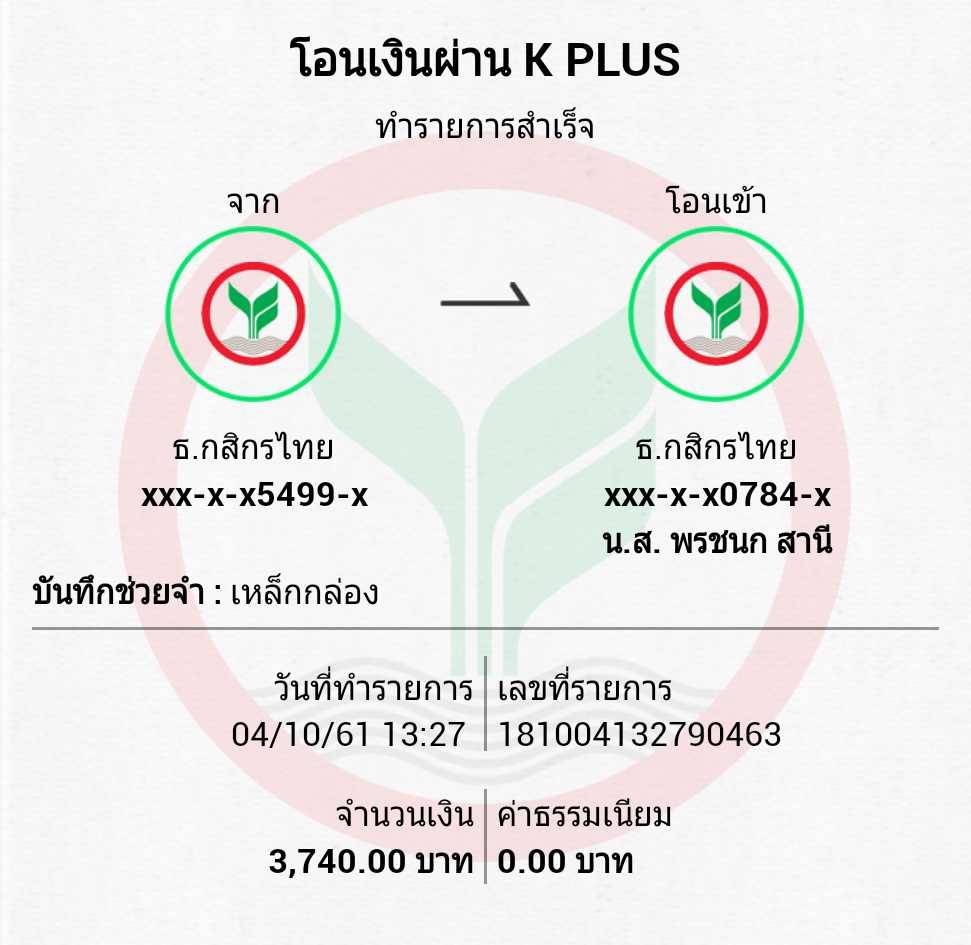 โอนเงินผ่าน K PLUS
ทำรายการสำเร็จ
จาก
โอนเข้า
ธ.กสิกรไทย
xxx-x-x5499-x
ธ.กสิกรไทย
xxx-x-x0784-x
น.ส. พรชนก สานี
บันทึกช่วยจำ : เหล็กกล่อง
วันที่ทำรายการ
04/10/61 13:27
เลขที่รายการ
181004132790463
จำนวนเงิน
3,740.00 บาท
ค่าธรรมเนียม
0.00 บาท